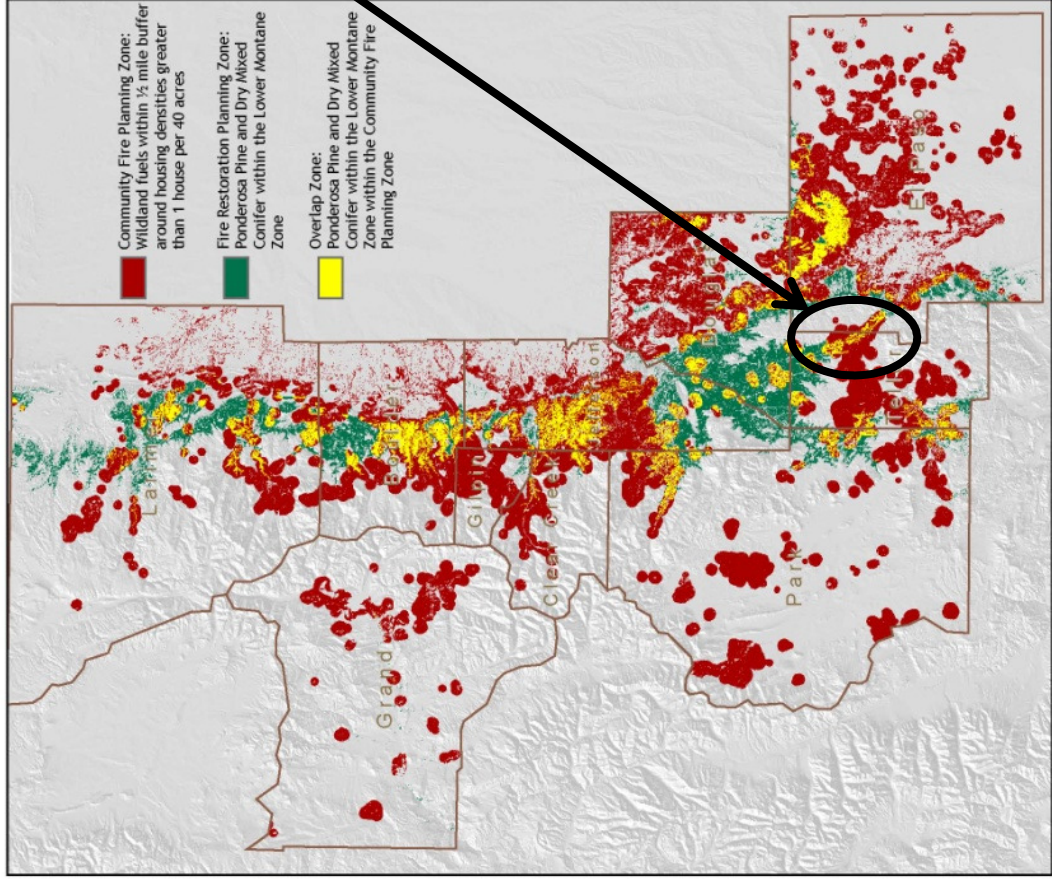 Community Fire Planning Zone:
Wildland fuels within ½ mile buffer
around housing densities greater
than 1 house per 40 acres
Fire Restoration Planning Zone:
Ponderosa Pine and Dry Mixed
Conifer within the Lower Montane
Zone
Overlap Zone:
Ponderosa Pine and Dry Mixed
Conifer within the Lower Montane
Zone within the Community Fire
Planning Zone
Larimer
Boulder
Gilpin
Clear Creek
Jefferson
Grand
Park
Douglas
Teller
El Paso